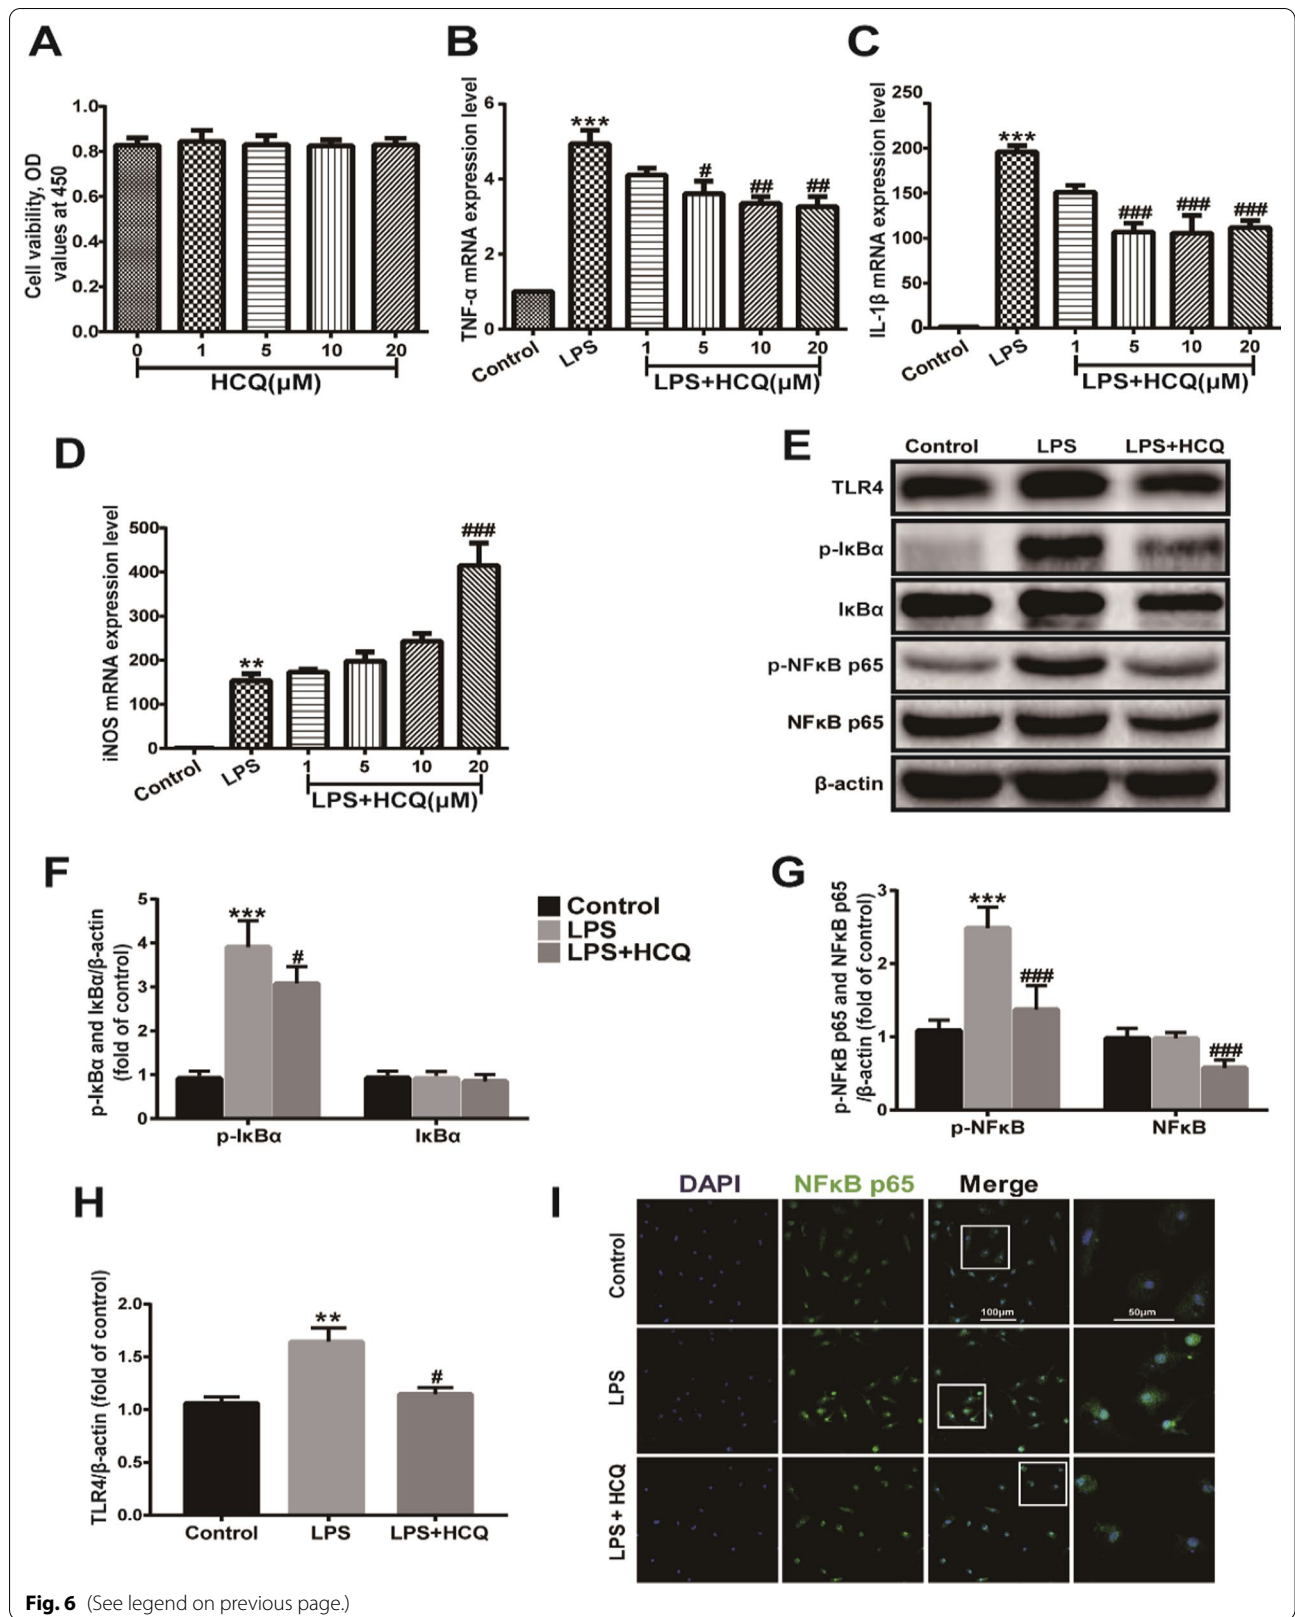 A
Cell vaibility, OD
values at 450
1.0
0.8
0.6
0.4
0.2
0.0
0 1 5 10 20
HCQ(μM)
B
TNF-α mRNA expression level
6
4
2
0
***
#
##
##
Control LPS 1 5 10 20
LPS+HCQ(μM)
C
IL-1β mRNA expression level
250
200
150
100
50
0
***
###
###
###
Control LPS 1 5 10 20
LPS+HCQ(μM)
D
iNOS mRNA expression level
500
400
300
200
100
0
**
###
Control LPS 1 5 10 20
LPS+HCQ(μM)
E
Control LPS LPS+HCQ
TLR4
p-IκBα
IκBα
p-NFκB p65
NFκB p65
β-actin
F
p-IκBα and IκBα/β-actin
(fold of control)
5
4
3
2
1
0
***
#
p-IκBα IκBα
Control
LPS
LPS+HCQ
G
p-NFκB p65 and NFκB p65
/β-actin (fold of control)
3
2
1
0
***
###
###
p-NFκB NFκB
H
TLR4/β-actin (fold of control)
2.0
1.5
1.0
0.5
0.0
**
#
Control LPS LPS+HCQ
I
DAPI NFκB p65 Merge
Control
100μm 50μm
LPS
LPS+ HCQ
Fig. 6 (See legend on previous page.)